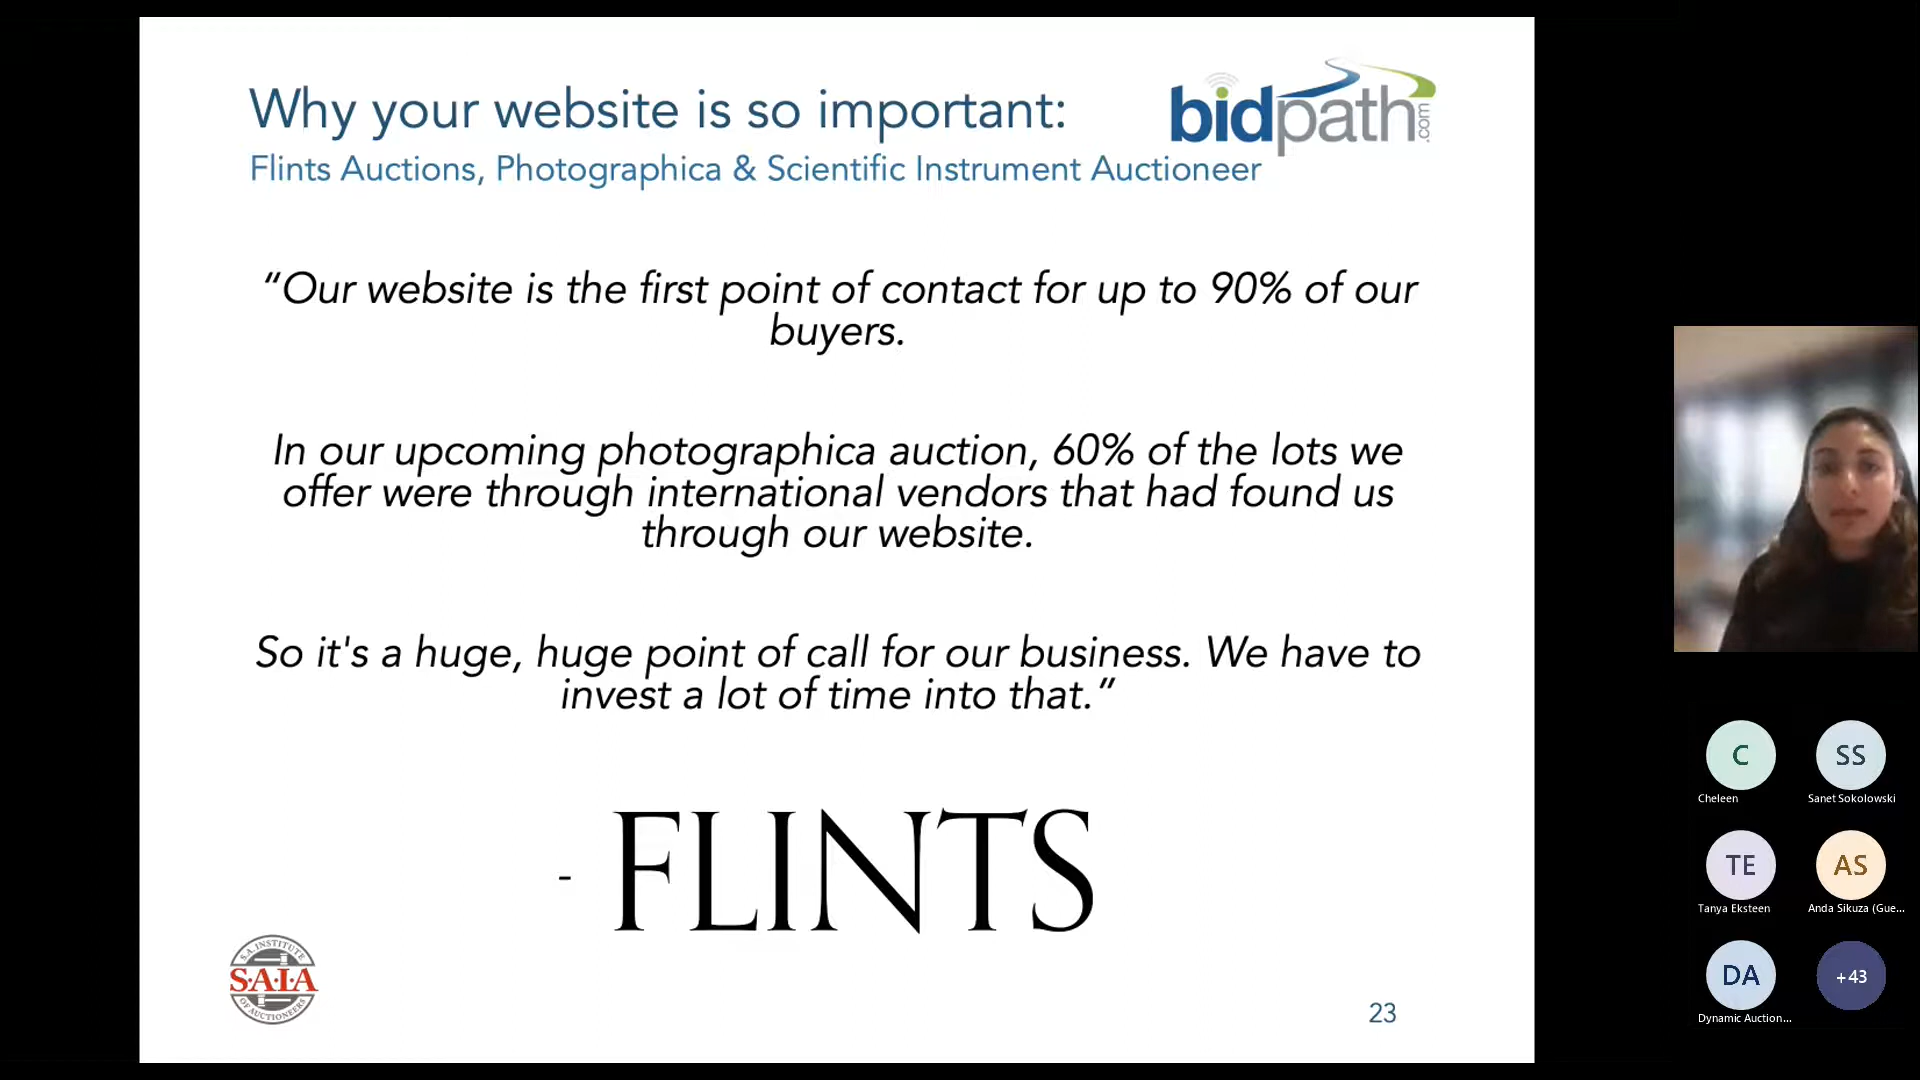 Why your website is so important:
bidpath.com
Flints Auctions, Photographica & Scientific Instrument Auctioneer
“Our website is the first point of contact for up to 90% of our
buyers.
In our upcoming photographica auction, 60% of the lots we
offer were through international vendors that had found us
through our website.
So it's a huge, huge point of call for our business. We have to
invest a lot of time into that.”
- FLINTS
S.A. INSTITUTE
S·A·I·A
OF AUCTIONEERS
23
C
SS
Cheleen
Sanet Sokolowski
TE
AS
Tanya Eksteen
Anda Sikuza (Gue...
DA
+43
Dynamic Auction...